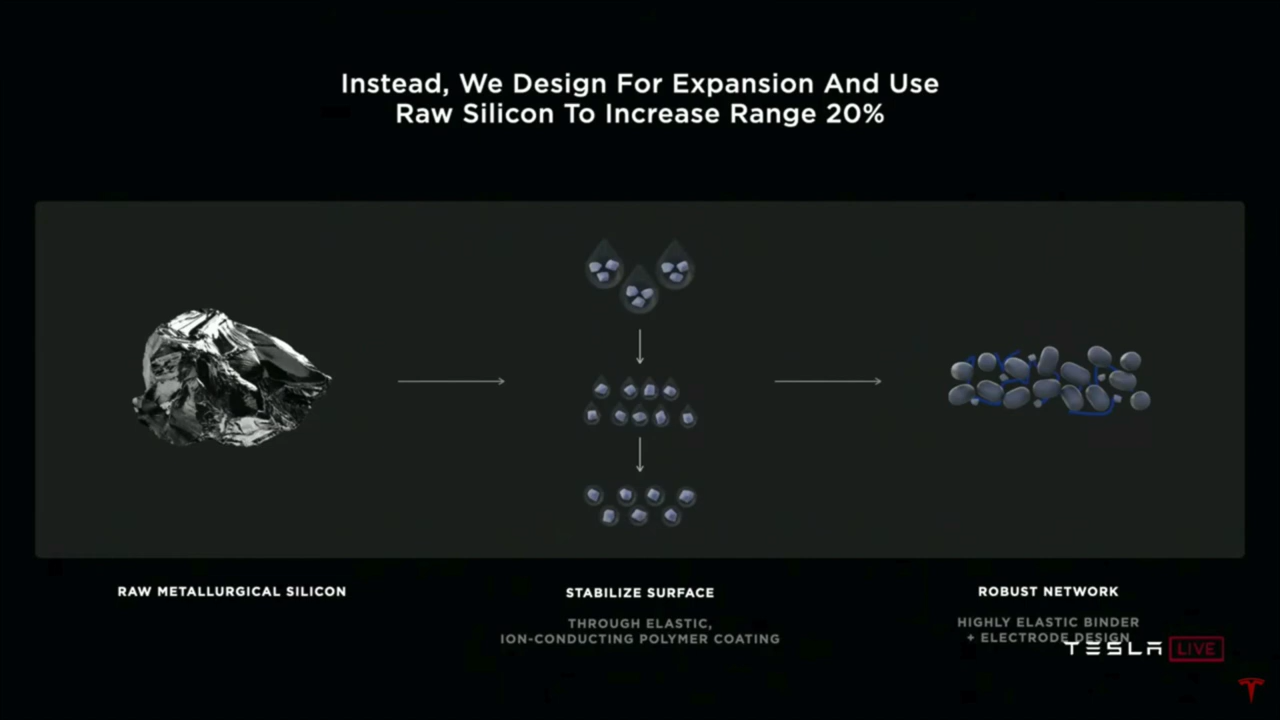 Instead, We Design For Expansion And Use
Raw Silicon To Increase Range 20%
RAW METALLURGICAL SILICON
STABILIZE SURFACE
THROUGH ELASTIC,
ION-CONDUCTING POLYMER COATING
ROBUST NETWORK
HIGHLY ELASTIC BINDER
+ ELECTRODE DESIGN
TESLA LIVE